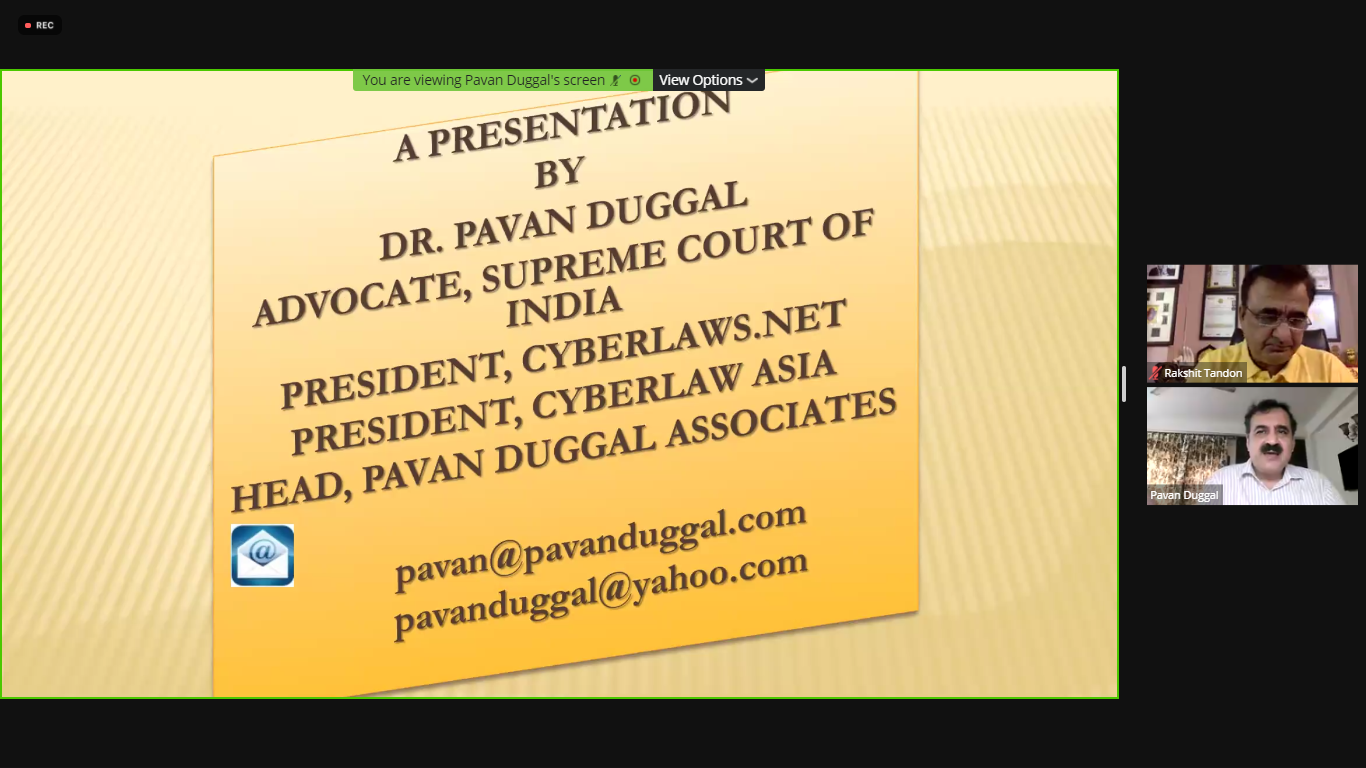 REC
You are viewing Pavan Duggal's screen
View Options
A PRESENTATION
BY
DR. PAVAN DUGGAL
ADVOCATE, SUPREME COURT OF
INDIA
PRESIDENT, CYBERLAWS.NET
PRESIDENT, CYBERLAW ASIA
HEAD, PAVAN DUGGAL ASSOCIATES
@
pavan@pavanduggal.com
pavanduggal@yahoo.com
Rakshit Tandon
Pavan Duggal